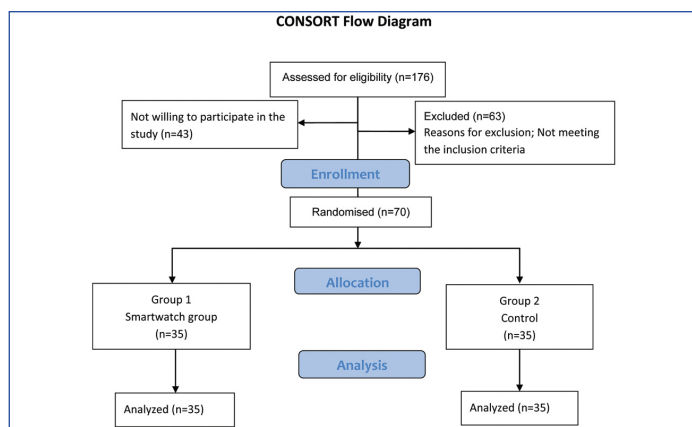 CONSORT Flow Diagram
Assessed for eligibility (n=176)
Not willing to participate in the
study (n=43)
Excluded (n=63)
Reasons for exclusion; Not meeting
the inclusion criteria
Enrollment
Randomised (n=70)
Allocation
Group 1
Smartwatch group
(n=35)
Group 2
Control
(n=35)
Analysis
Analyzed (n=35)
Analyzed (n=35)